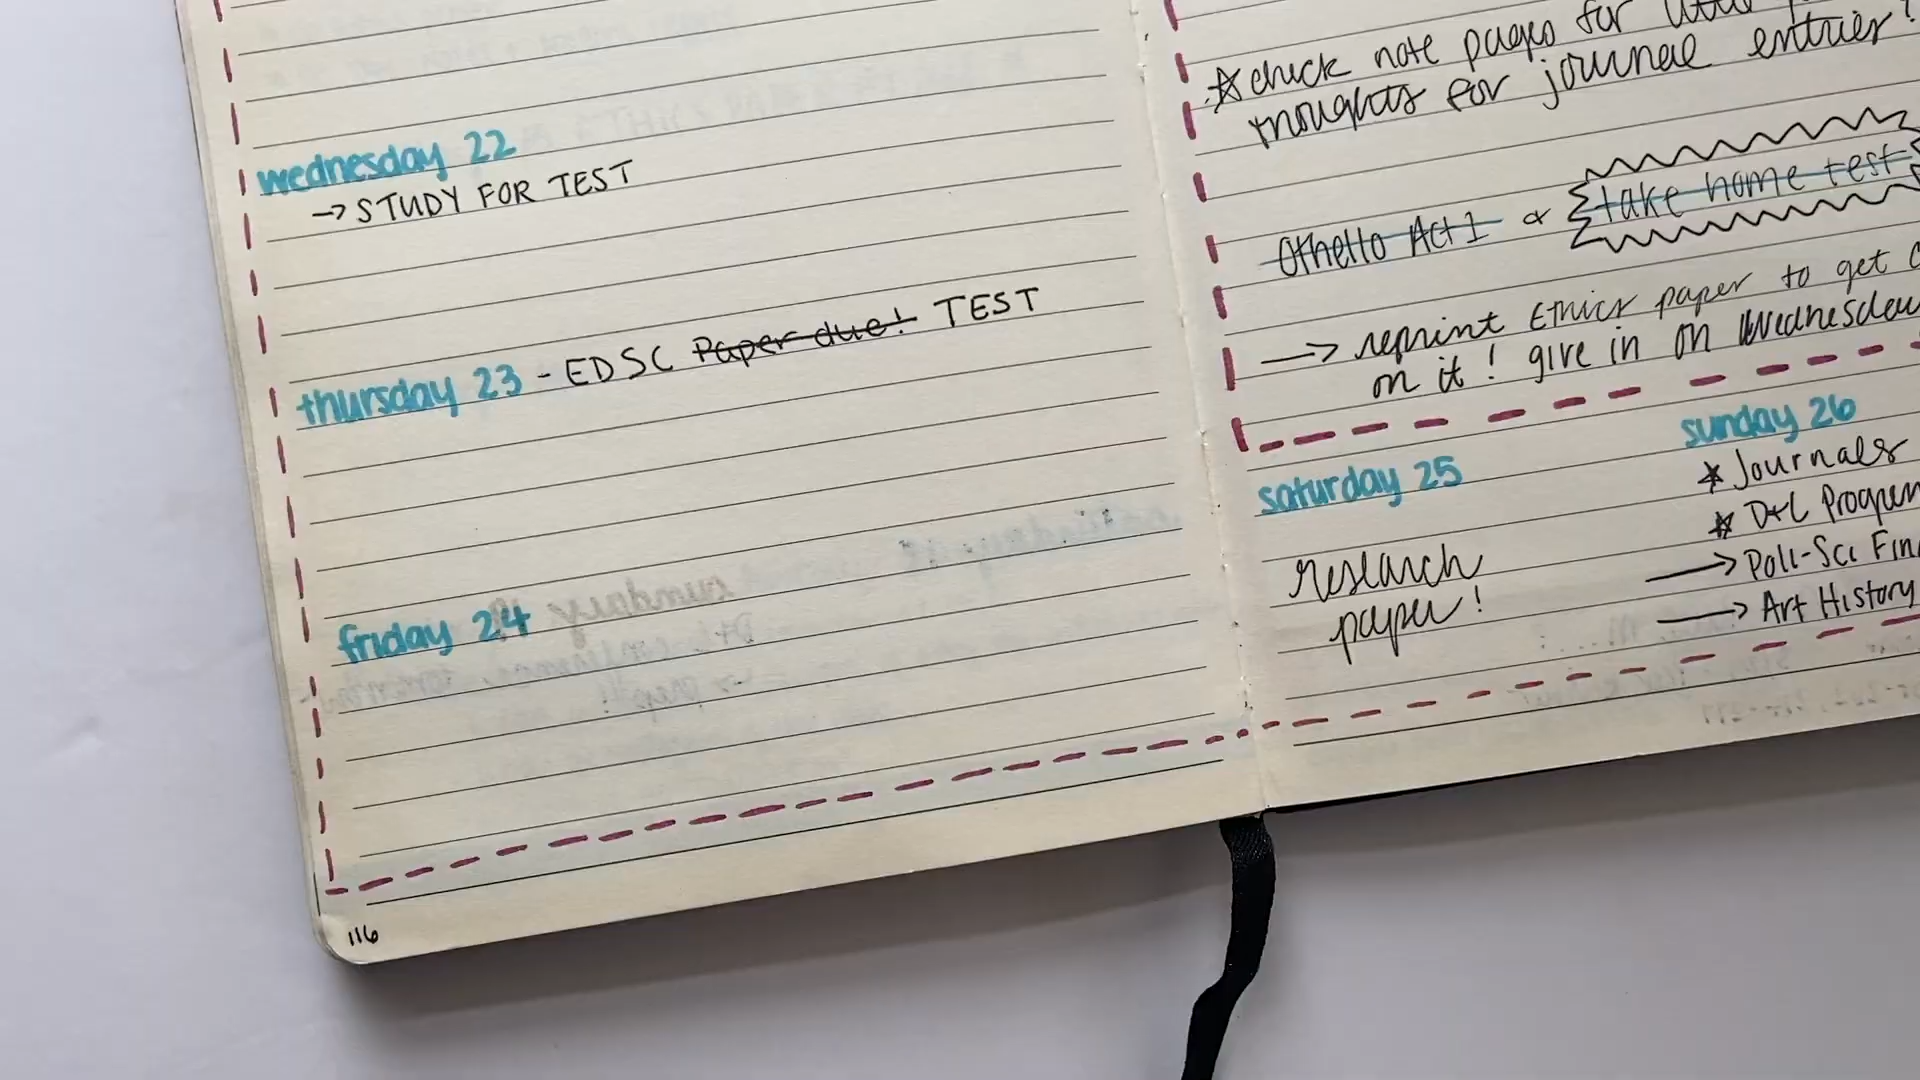 wednesday 22
→ STUDY FOR TEST
thursday 23 - EDSC Paper due! TEST
friday 24
116
☆ check note pages for
thoughts for journal entries!
Othello Act 1 & take home test
→ reprint Ethics paper to get
on it! give in on Wednesday
saturday 25
research
paper!
sunday 26
☆ Journals
☆ D+L
→ Poli-Sci
→ Art History